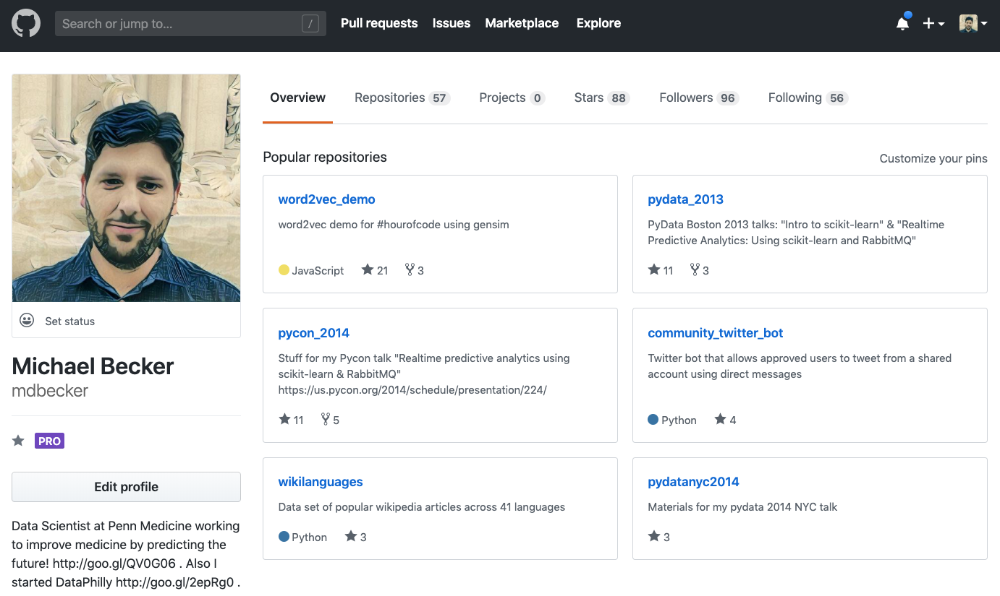 Search or jump to... /
Pull requests Issues Marketplace Explore
Overview Repositories 57 Projects 0 Stars 88 Followers 96 Following 56
Set status
Michael Becker
mdbecker
PRO
Edit profile
Data Scientist at Penn Medicine working
to improve medicine by predicting the
future! http://goo.gl/QV0G06 . Also I
started DataPhilly http://goo.gl/2epRg0 .
Popular repositories
Customize your pins
word2vec_demo
word2vec demo for #hourofcode using gensim
JavaScript 21 3
pydata_2013
PyData Boston 2013 talks: "Intro to scikit-learn" & "Realtime
Predictive Analytics: Using scikit-learn and RabbitMQ"
11 3
pycon_2014
Stuff for my Pycon talk "Realtime predictive analytics using
scikit-learn & RabbitMQ"
https://us.pycon.org/2014/schedule/presentation/224/
11 5
community_twitter_bot
Twitter bot that allows approved users to tweet from a shared
account using direct messages
Python 4
wikilanguages
Data set of popular wikipedia articles across 41 languages
Python 3
pydatanyc2014
Materials for my pydata 2014 NYC talk
3